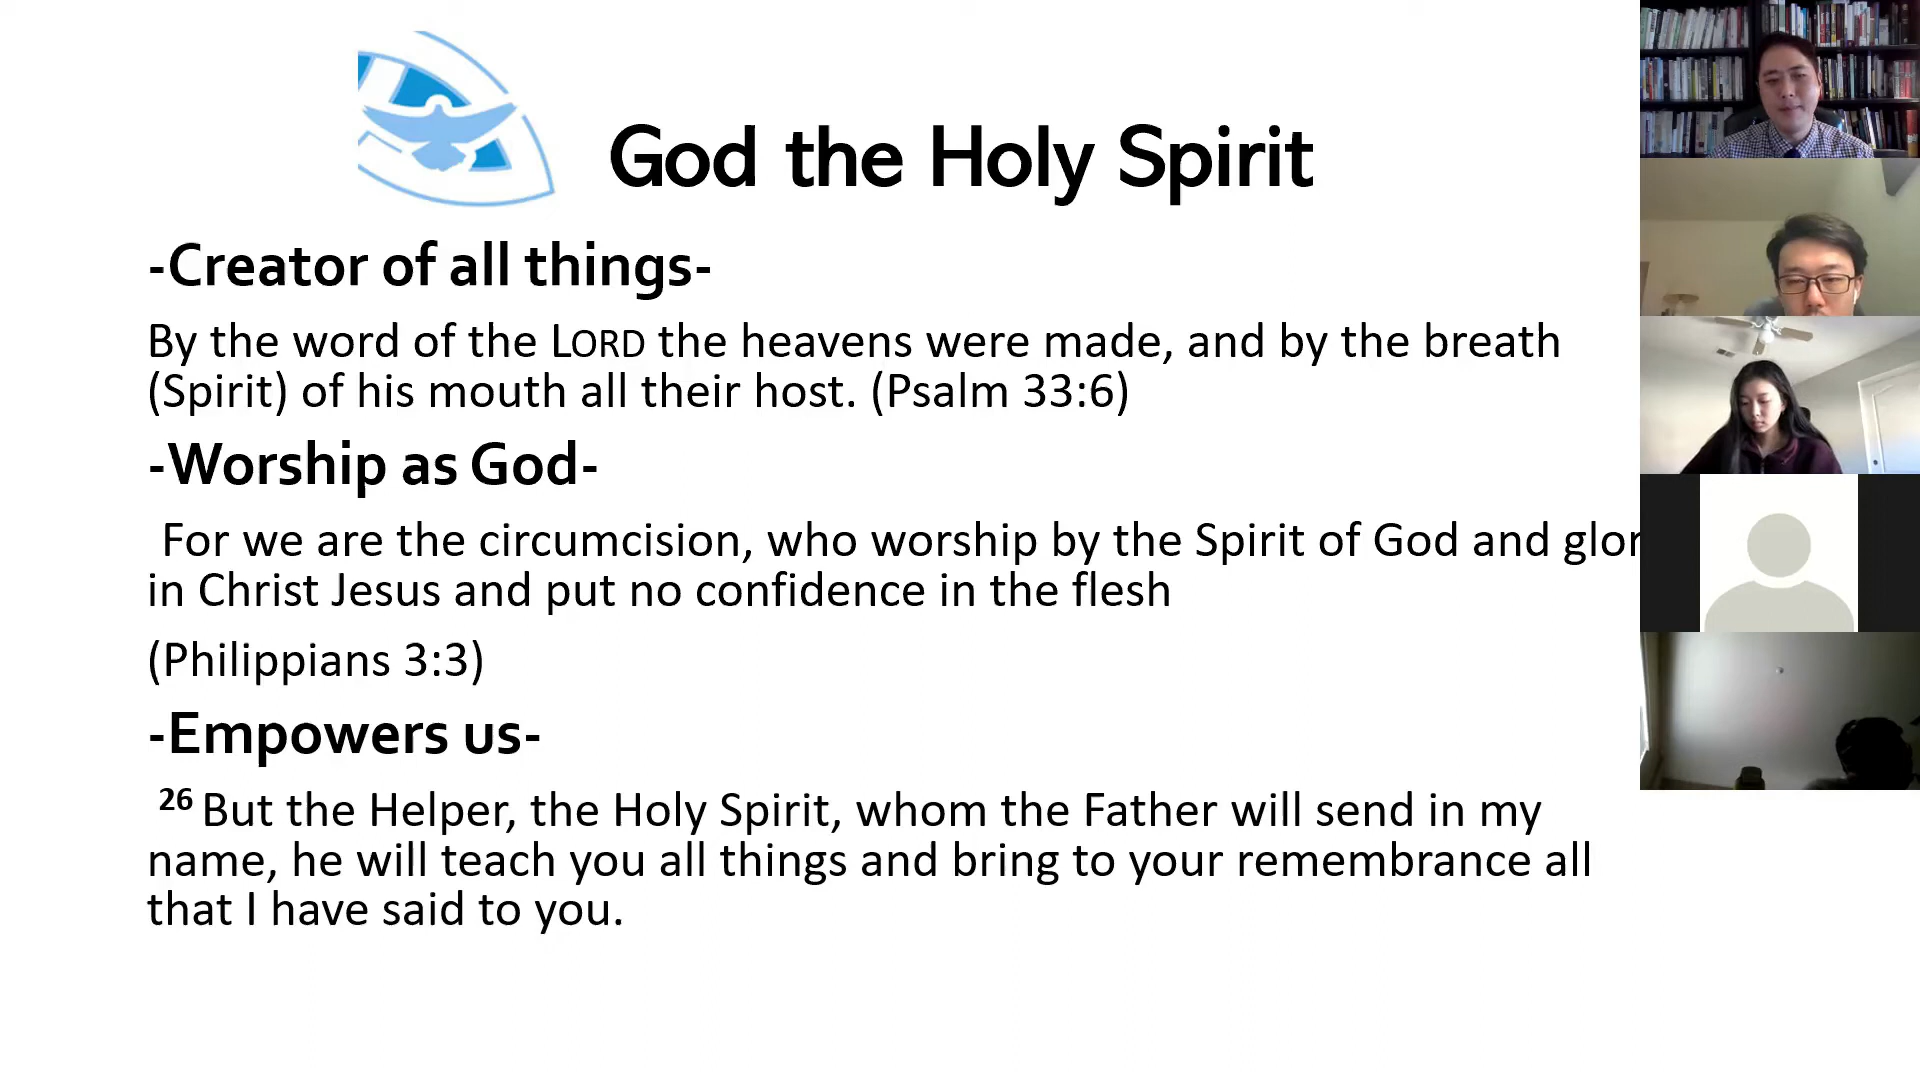 God the Holy Spirit
-Creator of all things-
By the word of the LORD the heavens were made, and by the breath
(Spirit) of his mouth all their host. (Psalm 33:6)
-Worship as God-
For we are the circumcision, who worship by the Spirit of God and glor
in Christ Jesus and put no confidence in the flesh
(Philippians 3:3)
-Empowers us-
26 But the Helper, the Holy Spirit, whom the Father will send in my
name, he will teach you all things and bring to your remembrance all
that I have said to you.